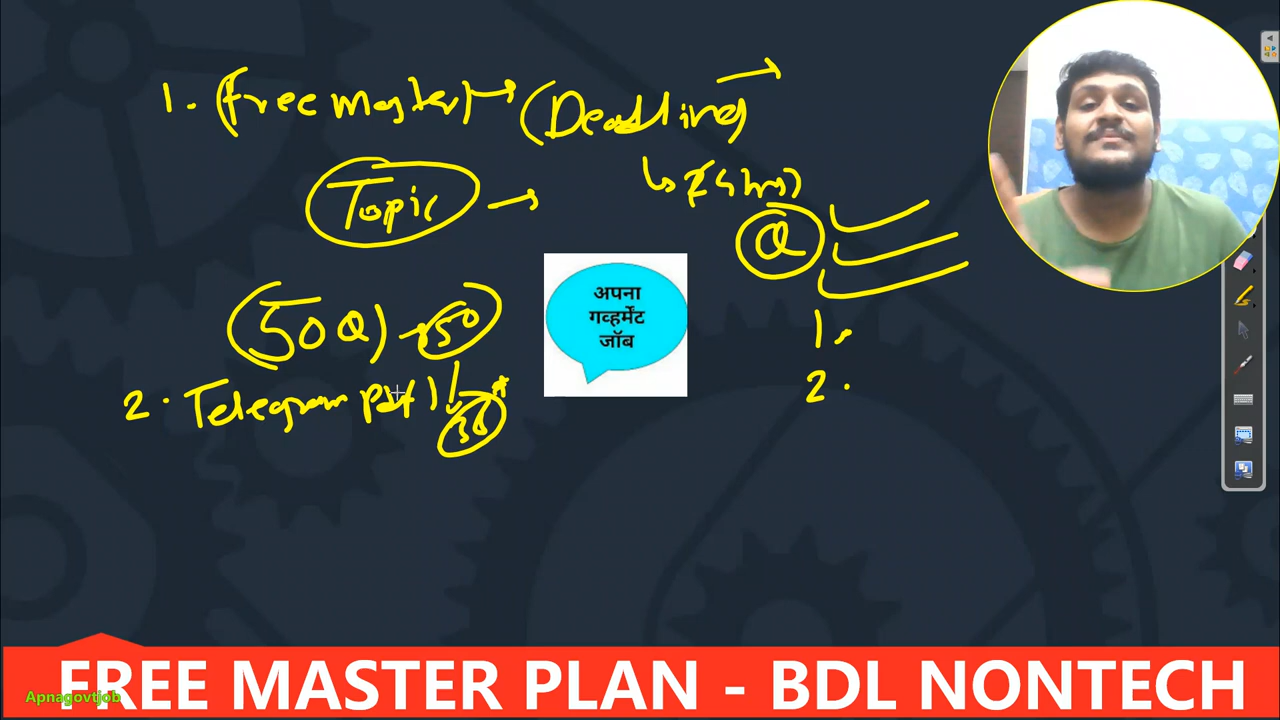 1. (Free Master) → (Deadline)
Topic →
Q
(50Q) → 50
2. Telegram Pdf)
30
1.
2.
अपना
गव्हर्मेंट
जॉब
FREE MASTER PLAN - BDL NONTECH
Apnagovtjob